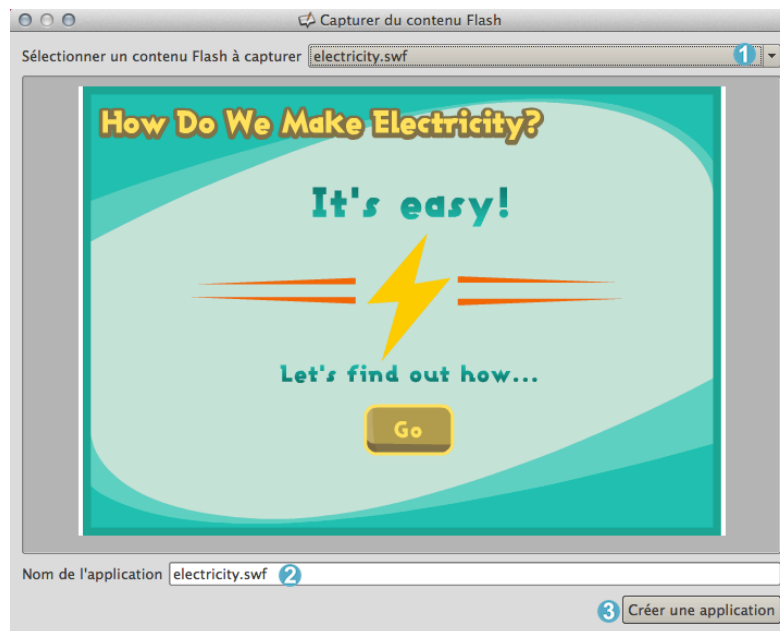 Capturer du contenu Flash
Sélectionner un contenu Flash à capturer electricity.swf 1
How Do We Make Electricity?
It's easy!
Let's find out how...
Go
Nom de l'application electricity.swf 2
3 Créer une application